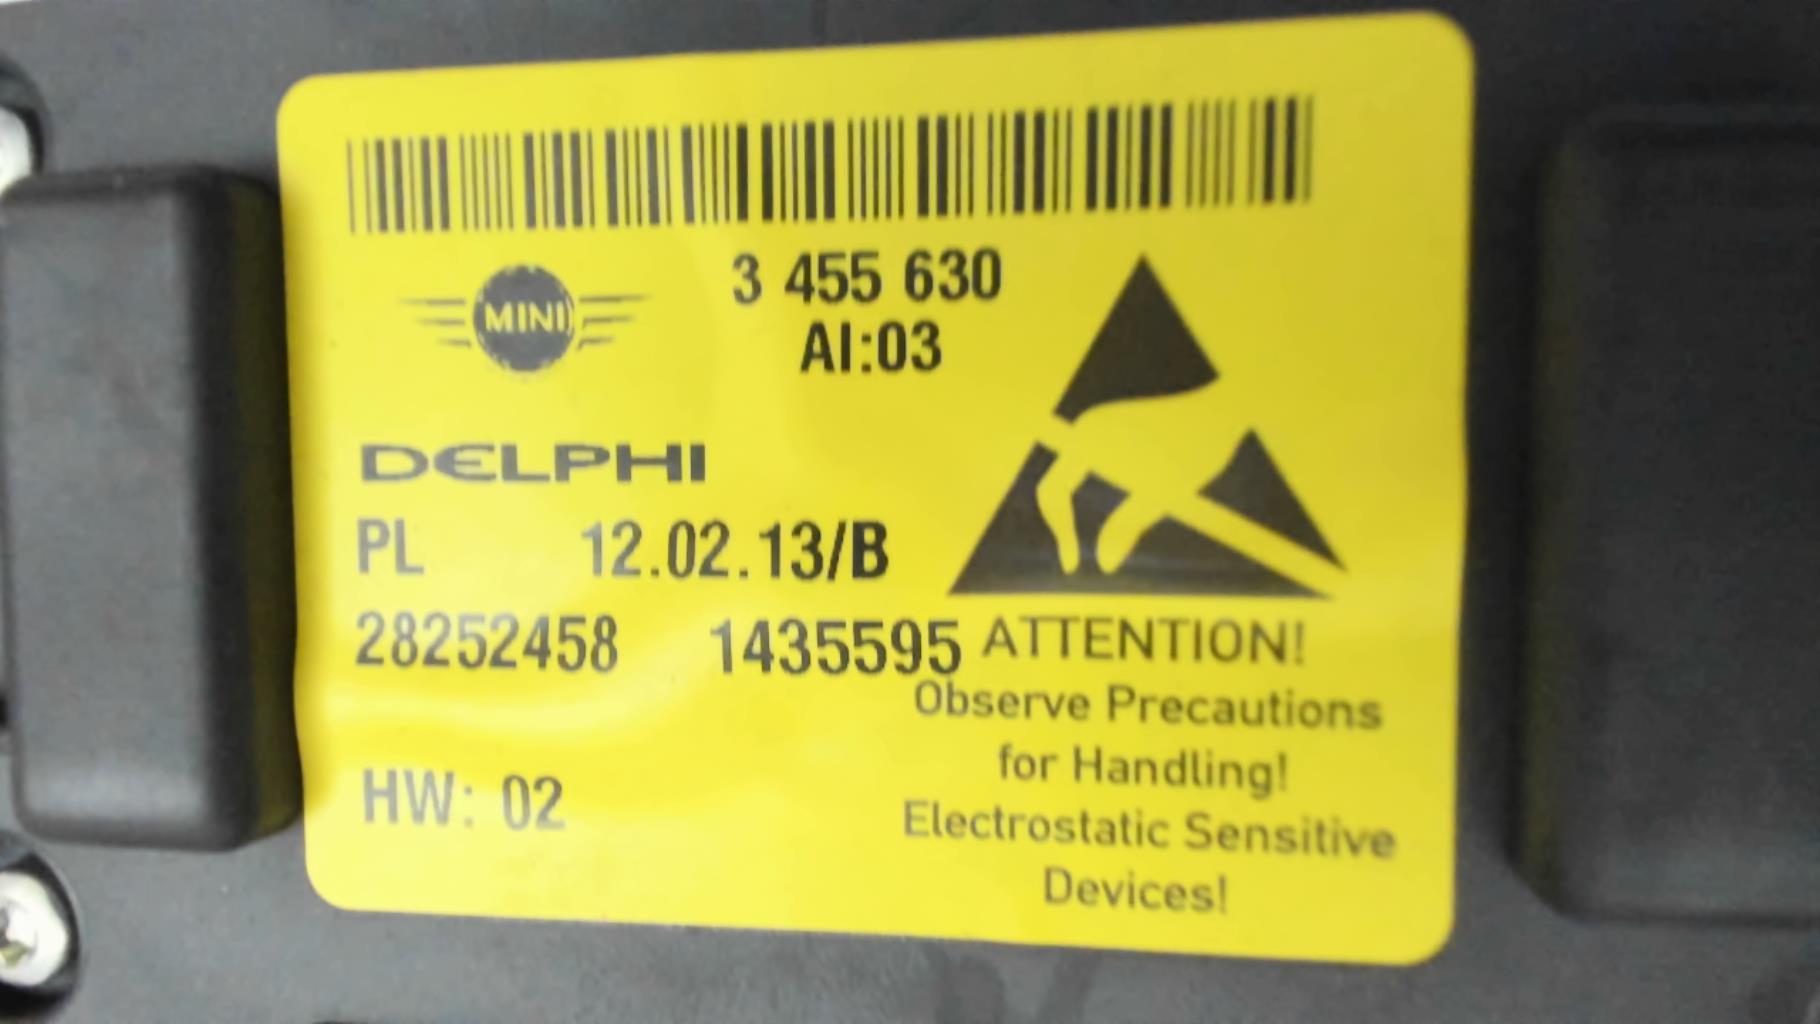 3 455 630
AI:03
MINI
DELPHI
PL 12.02.13/B
28252458 1435595
HW: 02
ATTENTION!
Observe Precautions
for Handling!
Electrostatic Sensitive
Devices!